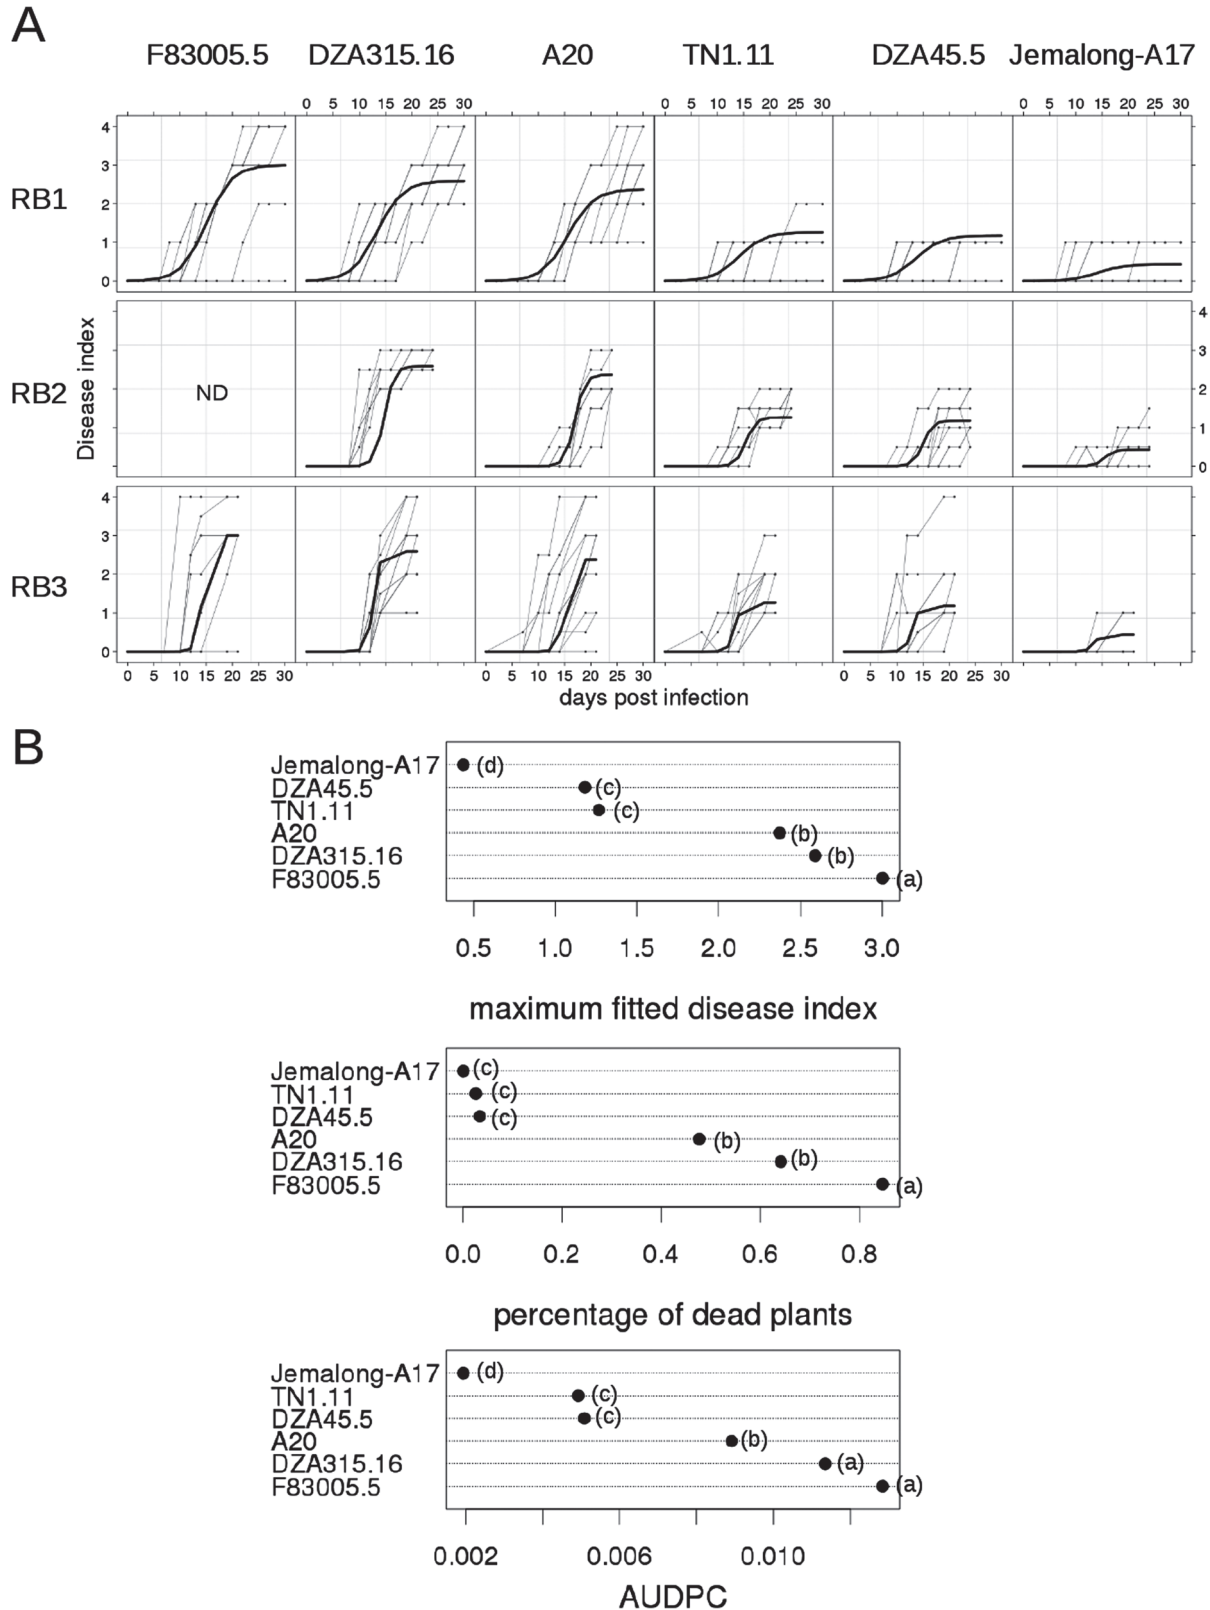 A
F83005.5 DZA315.16 A20 TN1.11 DZA45.5 Jemalong-A17
0 5 10 15 20 25 30 0 5 10 15 20 25 30 0 5 10 15 20 25 30
RB1
4
3
2
1
0
RB2
Disease index
ND
4
3
2
1
0
RB3
4
3
2
1
0
0 5 10 15 20 25 30 0 5 10 15 20 25 30 0 5 10 15 20 25 30
days post infection
B
Jemalong-A17 (d)
DZA45.5 (c)
TN1.11 (c)
A20 (b)
DZA315.16 (b)
F83005.5 (a)
0.5 1.0 1.5 2.0 2.5 3.0
maximum fitted disease index
Jemalong-A17 (c)
TN1.11 (c)
DZA45.5 (c)
A20 (b)
DZA315.16 (b)
F83005.5 (a)
0.0 0.2 0.4 0.6 0.8
percentage of dead plants
Jemalong-A17 (d)
TN1.11 (c)
DZA45.5 (c)
A20 (b)
DZA315.16 (a)
F83005.5 (a)
0.002 0.006 0.010
AUDPC